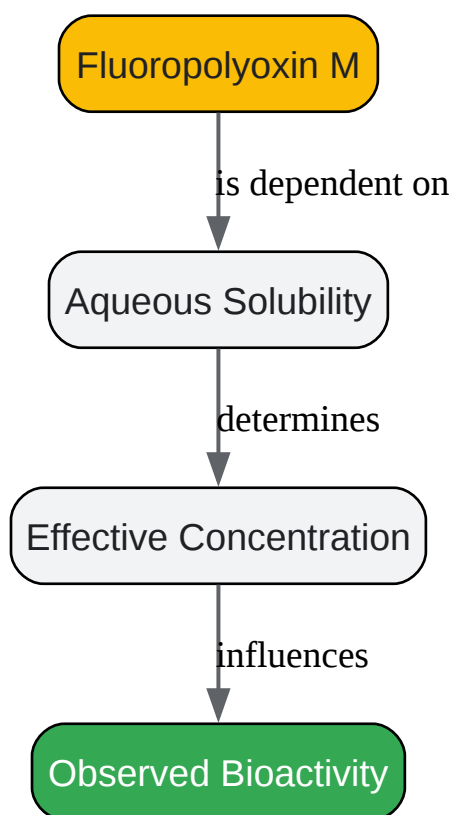 Fluoropolyoxin M
is dependent on
Aqueous Solubility
determines
Effective Concentration
influences
Observed Bioactivity